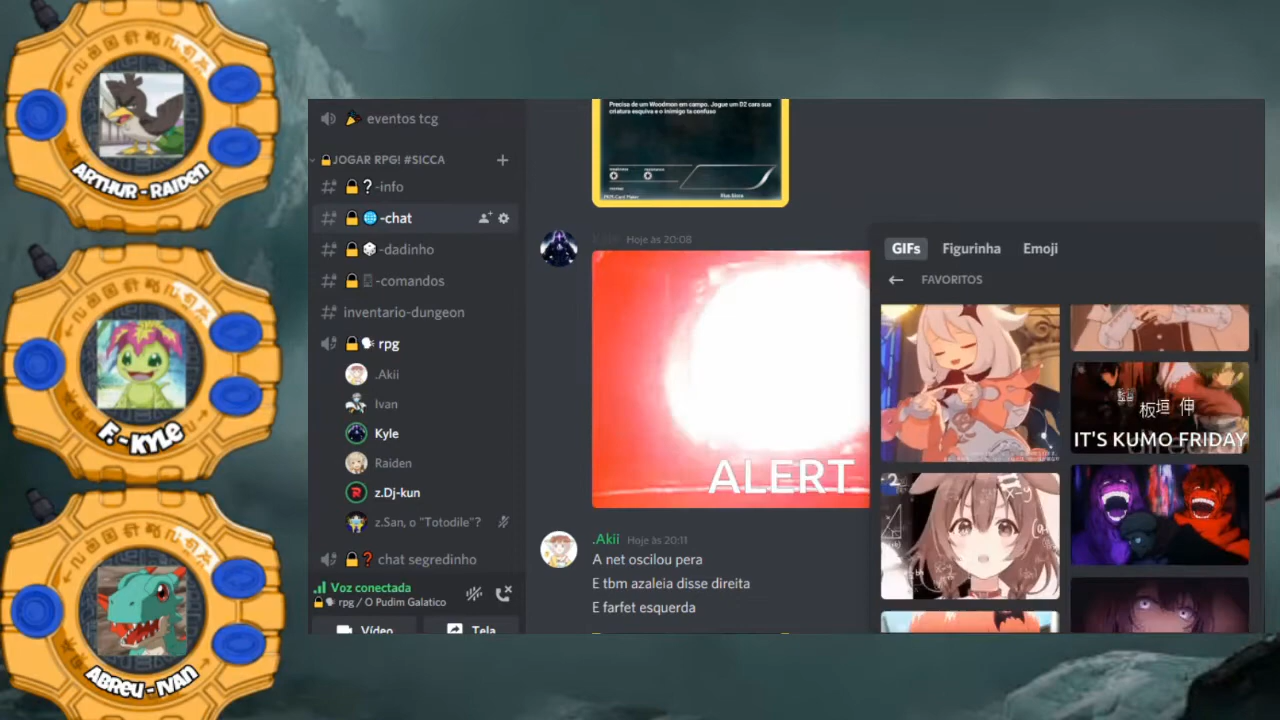 ARTHUR - RAIDEN
F. - KYLE
ABREU - IVAN
eventos tcg
JOGAR RPG! #SICCA
?-info
-chat
-dadinho
-comandos
inventario-dungeon
rpg
.Akii
Ivan
Kyle
Raiden
z.Dj-kun
z.San, o "Totodile"?
chat segredinho
Voz conectada
rpg / O Pudim Galatico
Vídeo
Tela
Precisa de um Woodmon em campo. Jogue um D2 cara sua
criatura esquiva e o inimigo ta confuso
Hoje às 20:08
ALERT
.Akii Hoje às 20:11
A net oscilou pera
E tbm azaleia disse direita
E farfet esquerda
GIFs Figurinha Emoji
FAVORITOS
板垣 伸
IT'S KUMO FRIDAY